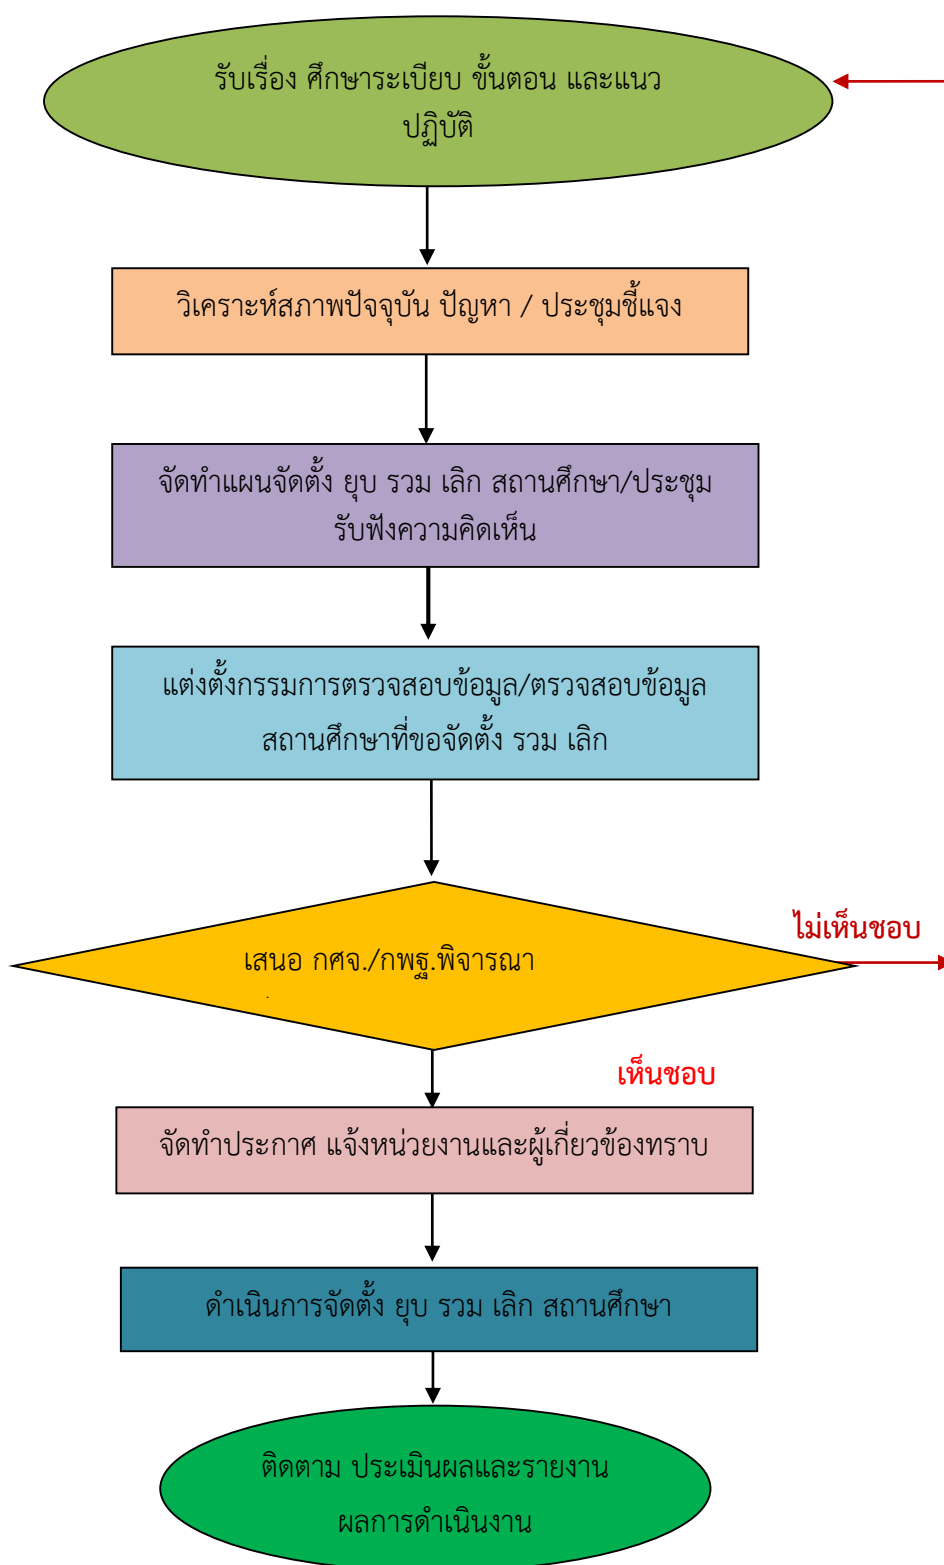 รับเรื่อง ศึกษาระเบียบ ขั้นตอน และแนว
ปฏิบัติ
วิเคราะห์สภาพปัจจุบัน ปัญหา / ประชุมชี้แจง
จัดทำแผนจัดตั้ง ยุบ รวม เลิก สถานศึกษา/ประชุม
รับฟังความคิดเห็น
แต่งตั้งกรรมการตรวจสอบข้อมูล/ตรวจสอบข้อมูล
สถานศึกษาที่ขอจัดตั้ง รวม เลิก
ไม่เห็นชอบ
เสนอ กศจ./กพฐ.พิจารณา
เห็นชอบ
จัดทำประกาศ แจ้งหน่วยงานและผู้เกี่ยวข้องทราบ
ดำเนินการจัดตั้ง ยุบ รวม เลิก สถานศึกษา
ติดตาม ประเมินผลและรายงาน
ผลการดำเนินงาน